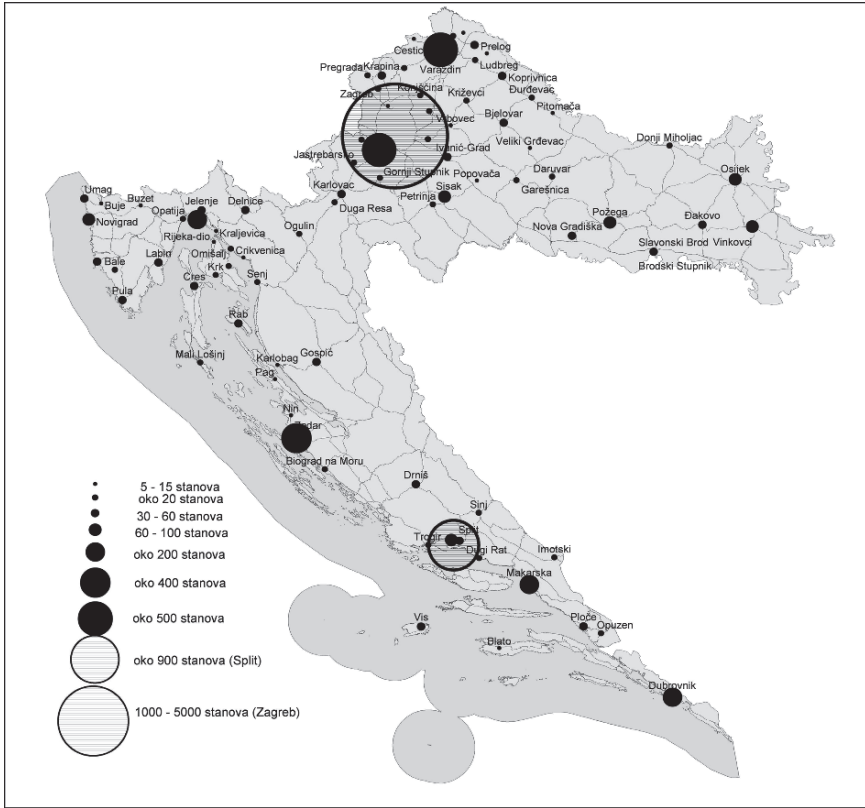 Cestica
Prelog
Varaždin
Ludbreg
Pregrada
Krapina
Koprivnica
Zagreb
Konjščina
Križevci
Đurđevac
Pitomača
Vrbovec
Bjelovar
Ivanić-Grad
Veliki Grđevac
Donji Miholjac
Jastrebarsko
Gornji Stupnik
Popovača
Daruvar
Garešnica
Osijek
Umag
Buje
Buzet
Jelenje
Delnice
Karlovac
Duga Resa
Petrinja
Sisak
Opatija
Novigrad
Rijeka-dio
Kraljevica
Ogulin
Nova Gradiška
Požega
Đakovo
Slavonski Brod
Vinkovci
Brodski Stupnik
Omišalj
Crikvenica
Bale
Labin
Krk
Senj
Pula
Cres
Rab
Mali Lošinj
Karlobag
Gospić
Pag
Nin
Zadar
Biograd na Moru
Drniš
Sinj
Trogir
Split
Dugi Rat
Imotski
Makarska
Vis
Ploče
Opuzen
Blato
Dubrovnik
5 - 15 stanova
oko 20 stanova
30 - 60 stanova
60 - 100 stanova
oko 200 stanova
oko 400 stanova
oko 500 stanova
oko 900 stanova (Split)
1000 - 5000 stanova (Zagreb)